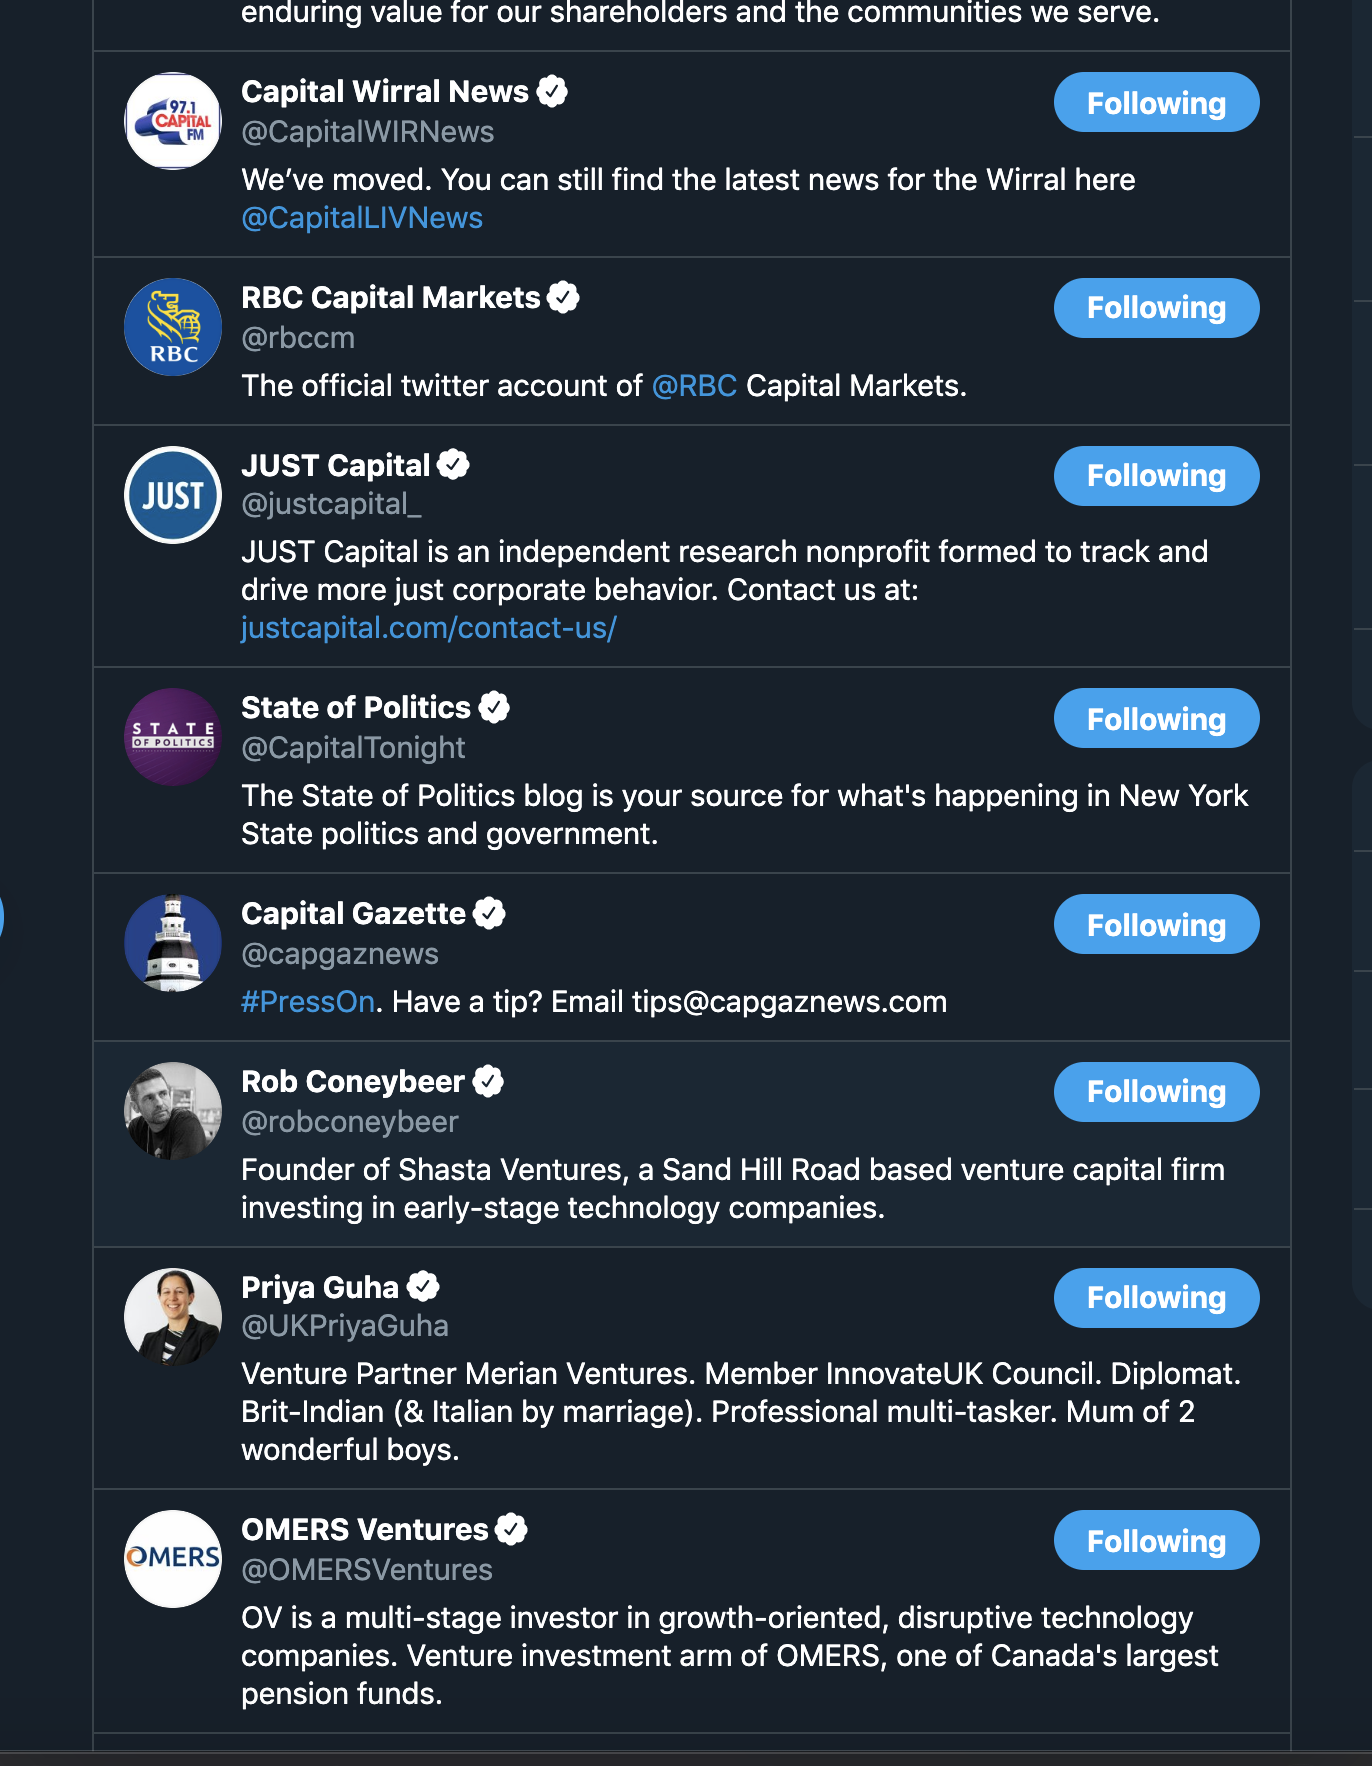 enduring value for our shareholders and the communities we serve.
97.1
CAPITAL
FM
Capital Wirral News
Following
@CapitalWIRNews
We’ve moved. You can still find the latest news for the Wirral here
@CapitalLIVNews
RBC
RBC Capital Markets
Following
@rbccm
The official twitter account of @RBC Capital Markets.
JUST
JUST Capital
Following
@justcapital_
JUST Capital is an independent research nonprofit formed to track and
drive more just corporate behavior. Contact us at:
justcapital.com/contact-us/
STATE
OF POLITICS
State of Politics
Following
@CapitalTonight
The State of Politics blog is your source for what's happening in New York
State politics and government.
Capital Gazette
Following
@capgaznews
#PressOn. Have a tip? Email tips@capgaznews.com
Rob Coneybeer
Following
@robconeybeer
Founder of Shasta Ventures, a Sand Hill Road based venture capital firm
investing in early-stage technology companies.
Priya Guha
Following
@UKPriyaGuha
Venture Partner Merian Ventures. Member InnovateUK Council. Diplomat.
Brit-Indian (& Italian by marriage). Professional multi-tasker. Mum of 2
wonderful boys.
OMERS
OMERS Ventures
Following
@OMERSVentures
OV is a multi-stage investor in growth-oriented, disruptive technology
companies. Venture investment arm of OMERS, one of Canada's largest
pension funds.